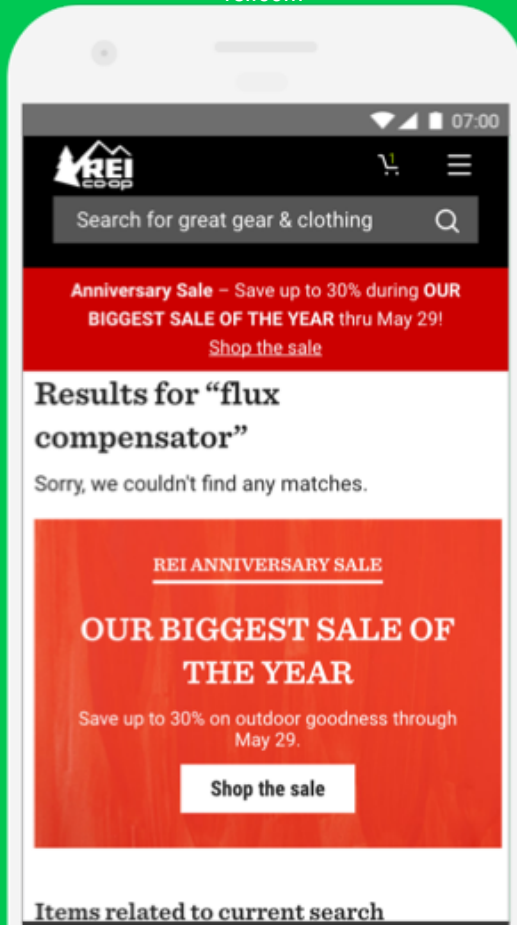 07:00
REI
CO·OP
1
Search for great gear & clothing
Anniversary Sale – Save up to 30% during OUR
BIGGEST SALE OF THE YEAR thru May 29!
Shop the sale
Results for “flux
compensator”
Sorry, we couldn't find any matches.
REI ANNIVERSARY SALE
OUR BIGGEST SALE OF
THE YEAR
Save up to 30% on outdoor goodness through
May 29.
Shop the sale
Items related to current search